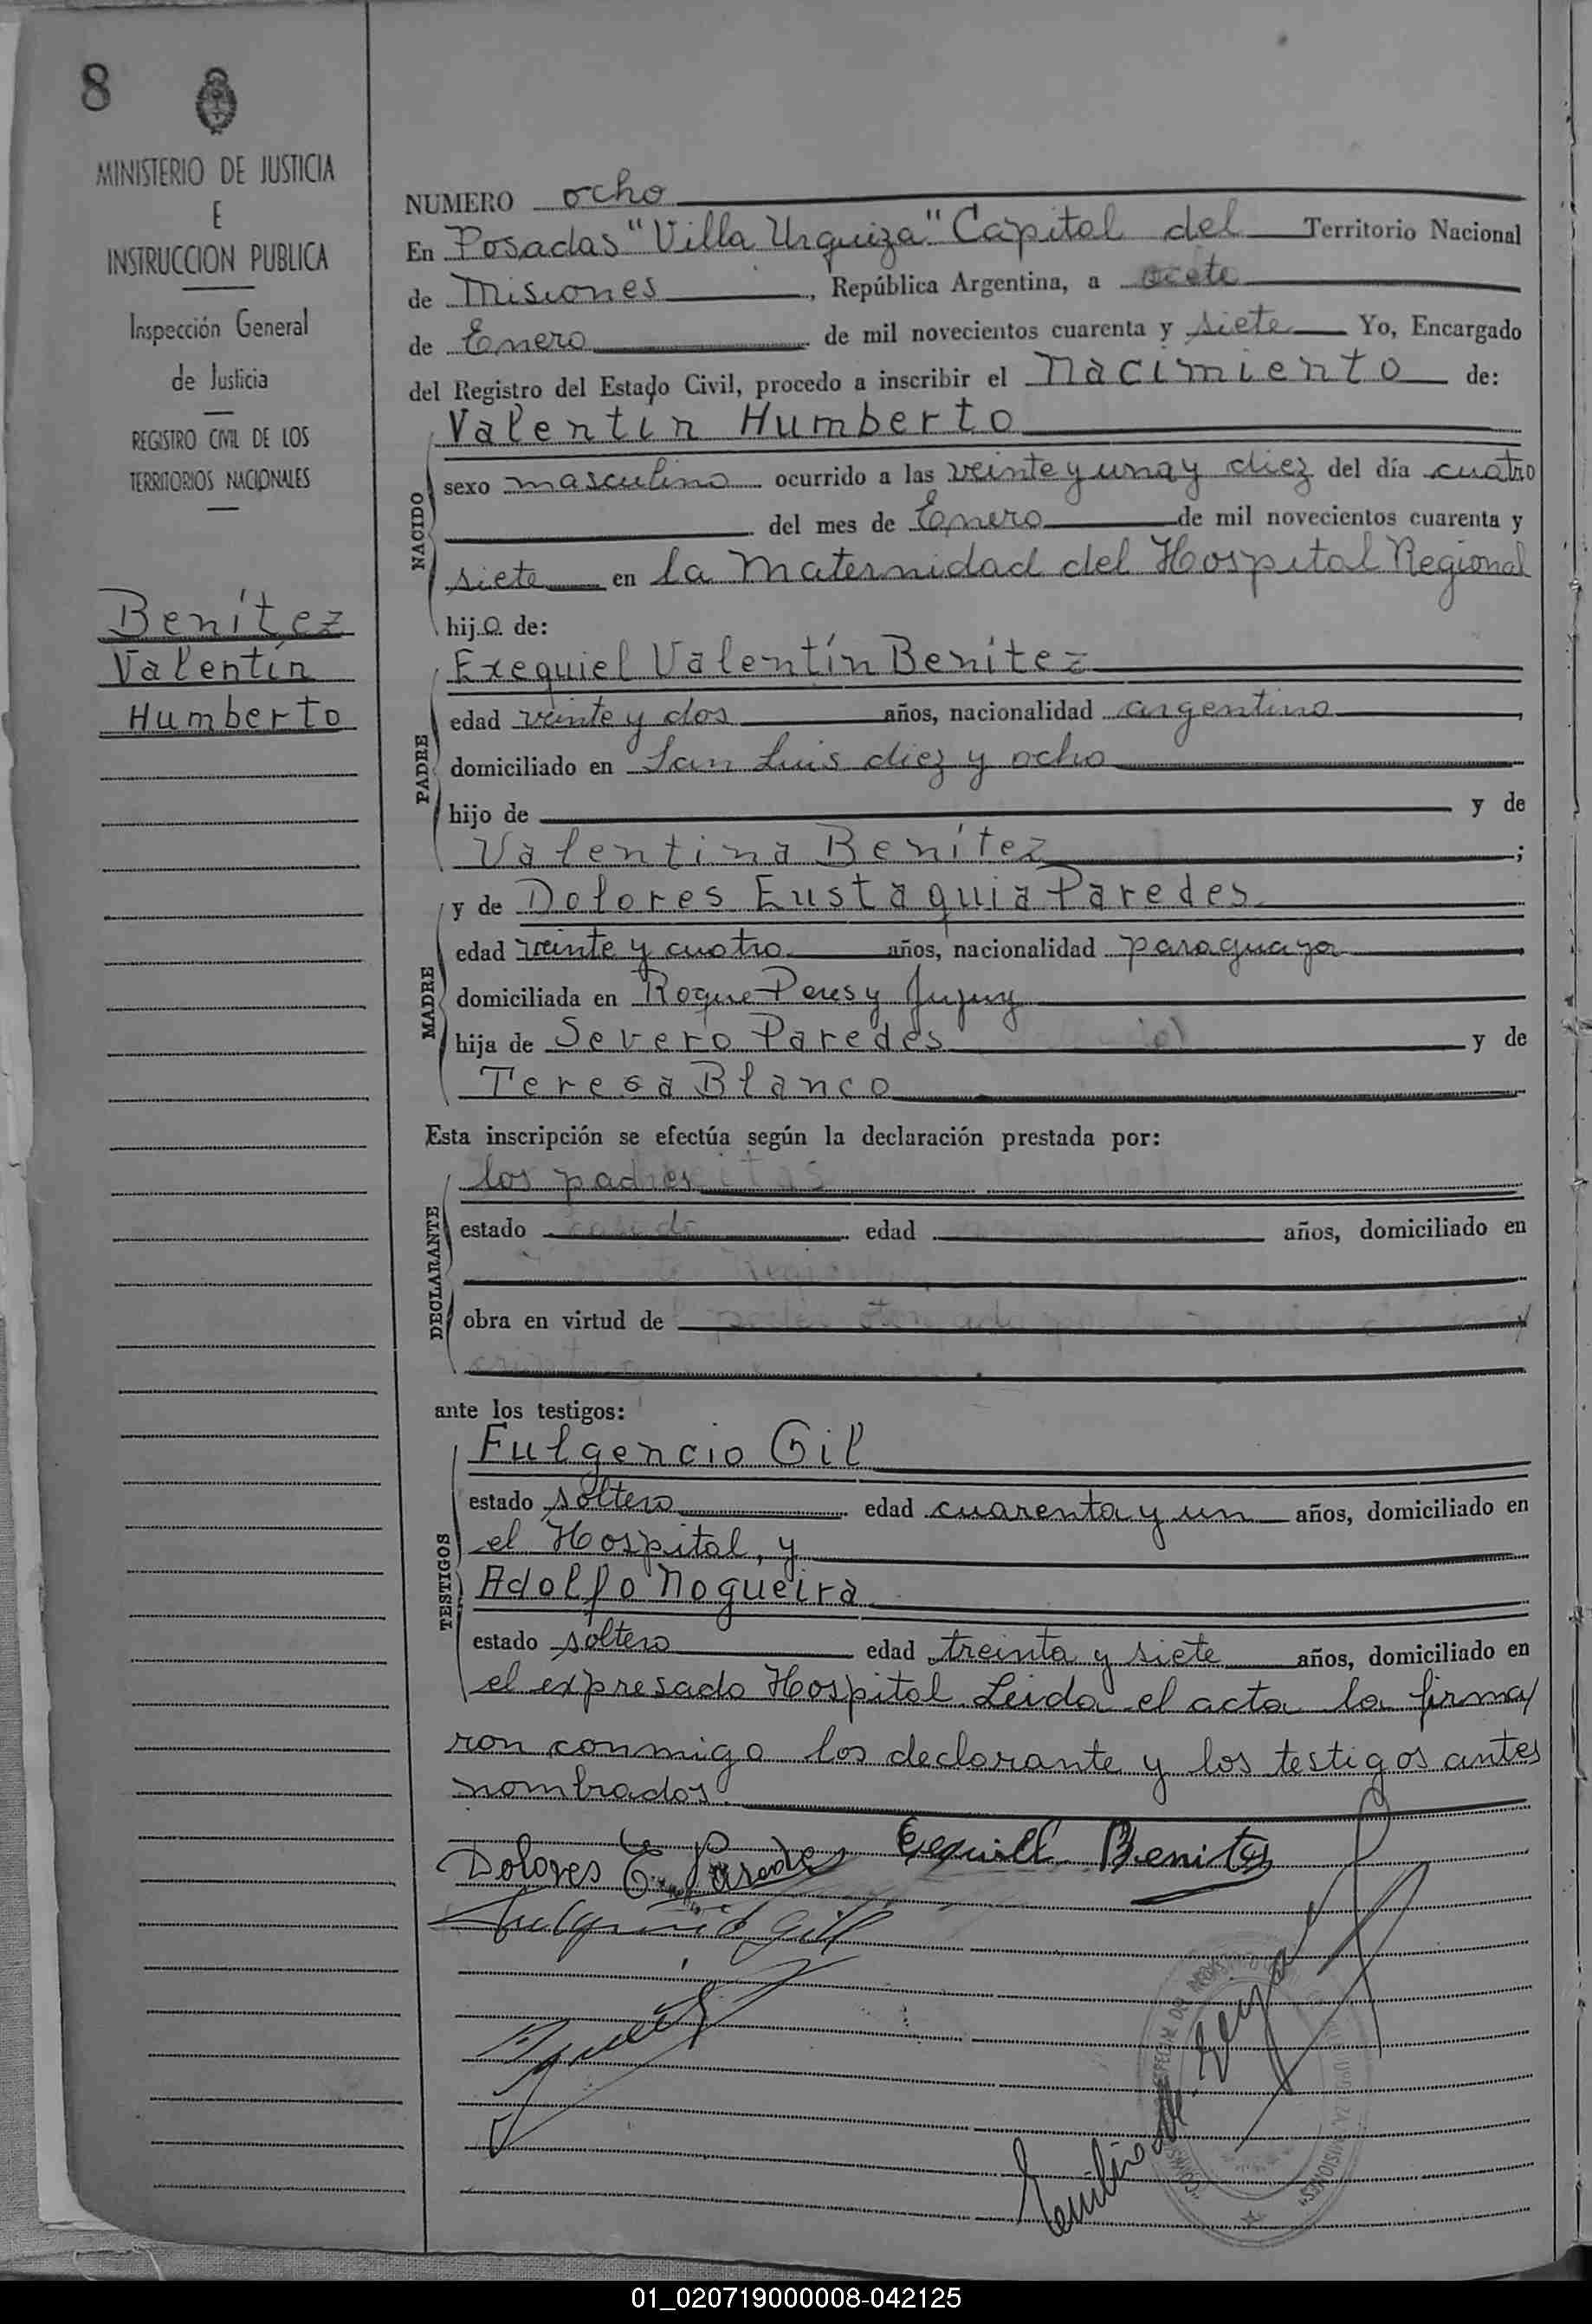 8
MINISTERIO DE JUSTICIA
E
INSTRUCCION PUBLICA
Inspección General
de Justicia
REGISTRO CIVIL DE LOS
TERRITORIOS NACIONALES
Benítez
Valentín
Humberto
NUMERO ocho
En Posadas "Villa Urquiza" Capital del Territorio Nacional
de Misiones, República Argentina, a
de Enero de mil novecientos cuarenta y siete Yo, Encargado
del Registro del Estado Civil, procedo a inscribir el Nacimiento de:
NACIDO
Valentín Humberto
sexo masculino ocurrido a las veinte y una y diez del día cuatro
del mes de Enero de mil novecientos cuarenta y
siete en la Maternidad del Hospital Regional
hijo de:
PADRE
Exequiel Valentín Benítez
edad veinte y dos años, nacionalidad argentino,
domiciliado en San Luis diez y ocho
hijo de y de
Valentina Benítez;
MADRE
y de Dolores Eustaquia Paredes
edad veinte y cuatro años, nacionalidad paraguaya
domiciliada en Roque Peres y Jujuy
hija de Severo Paredes y de
Teresa Blanco
Esta inscripción se efectúa según la declaración prestada por:
DECLARANTE
los padres
estado edad años, domiciliado en
obra en virtud de
ante los testigos:
TESTIGOS
Fulgencio Gil
estado soltero edad cuarenta y un años, domiciliado en
el Hospital, y
Adolfo Nogueira
estado soltero edad treinta y siete años, domiciliado en
el expresado Hospital. Leida el acta la firma/
ron conmigo los declarante y los testigos antes
nombrados.
Dolores E. Paredes Benites
Gill
Emilio
01_020719000008-042125